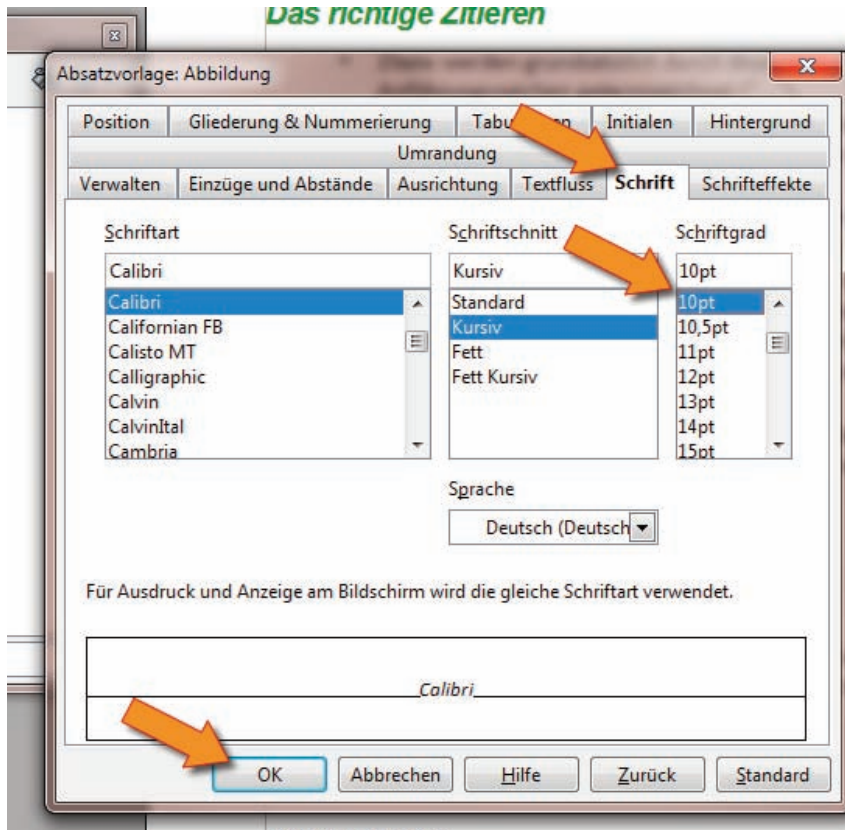 Das richtige Zitieren
Absatzvorlage: Abbildung
Position Gliederung & Nummerierung Initialen Hintergrund
Umrandung
Verwalten Einzüge und Abstände Ausrichtung Textfluss Schrift Schrifteffekte
Schriftart Schriftschnitt Schriftgrad
Calibri Kursiv 10pt
Calibri Standard 10pt
Californian FB Kursiv 10,5pt
Calisto MT Fett 11pt
Calligraphic Fett Kursiv 12pt
Calvin 13pt
CalvinItal 14pt
Cambria 15pt
Sprache
Deutsch (Deutsch
Für Ausdruck und Anzeige am Bildschirm wird die gleiche Schriftart verwendet.
Calibri
OK Abbrechen Hilfe Zurück Standard